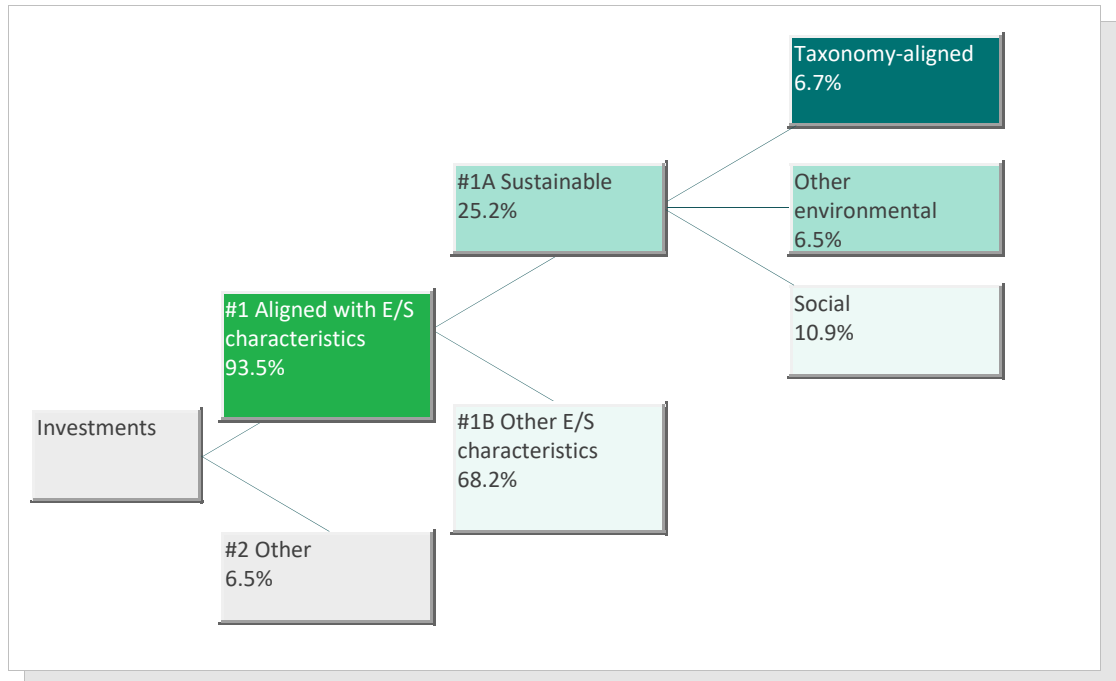 Taxonomy-aligned
6.7%
#1A Sustainable
25.2%
Other
environmental
6.5%
#1 Aligned with E/S
characteristics
93.5%
Social
10.9%
Investments
#1B Other E/S
characteristics
68.2%
#2 Other
6.5%